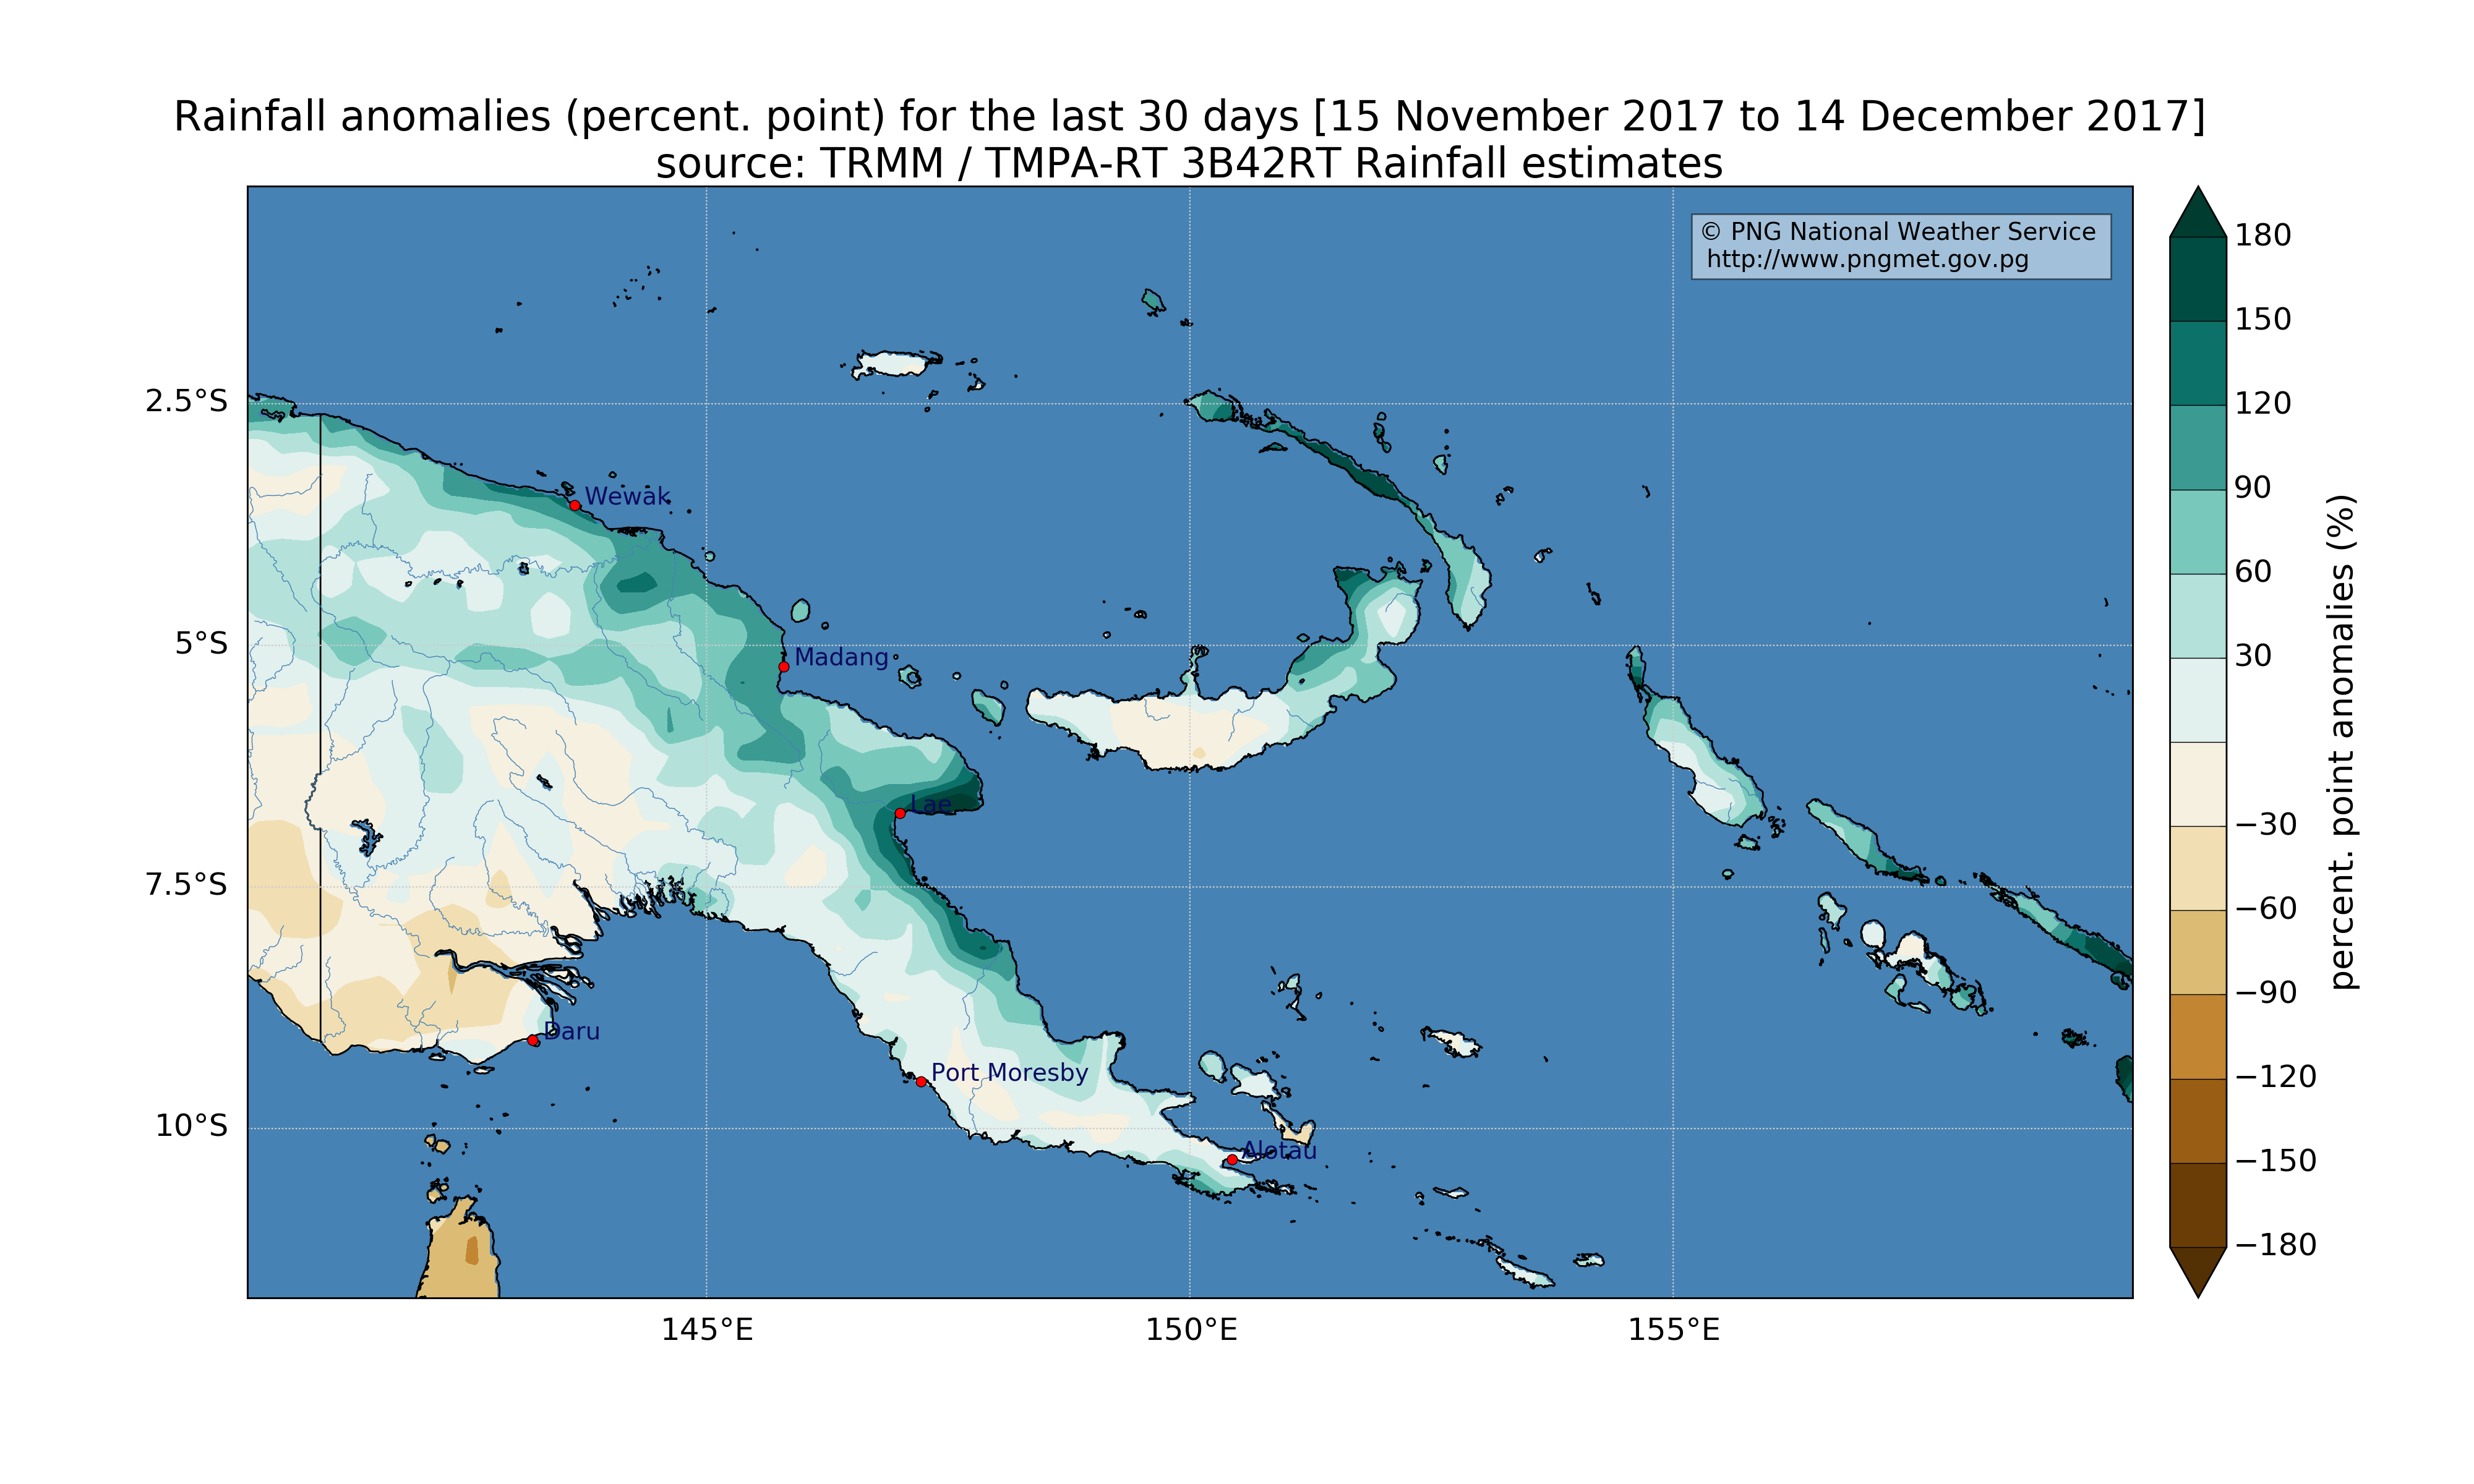 Rainfall anomalies (percent. point) for the last 30 days [15 November 2017 to 14 December 2017]
source: TRMM / TMPA-RT 3B42RT Rainfall estimates
© PNG National Weather Service
http://www.pngmet.gov.pg
180
150
120
90
60
30
−30
−60
−90
−120
−150
−180
percent. point anomalies (%)
2.5°S
5°S
7.5°S
10°S
Wewak
Madang
Lae
Daru
Port Moresby
Alotau
145°E
150°E
155°E